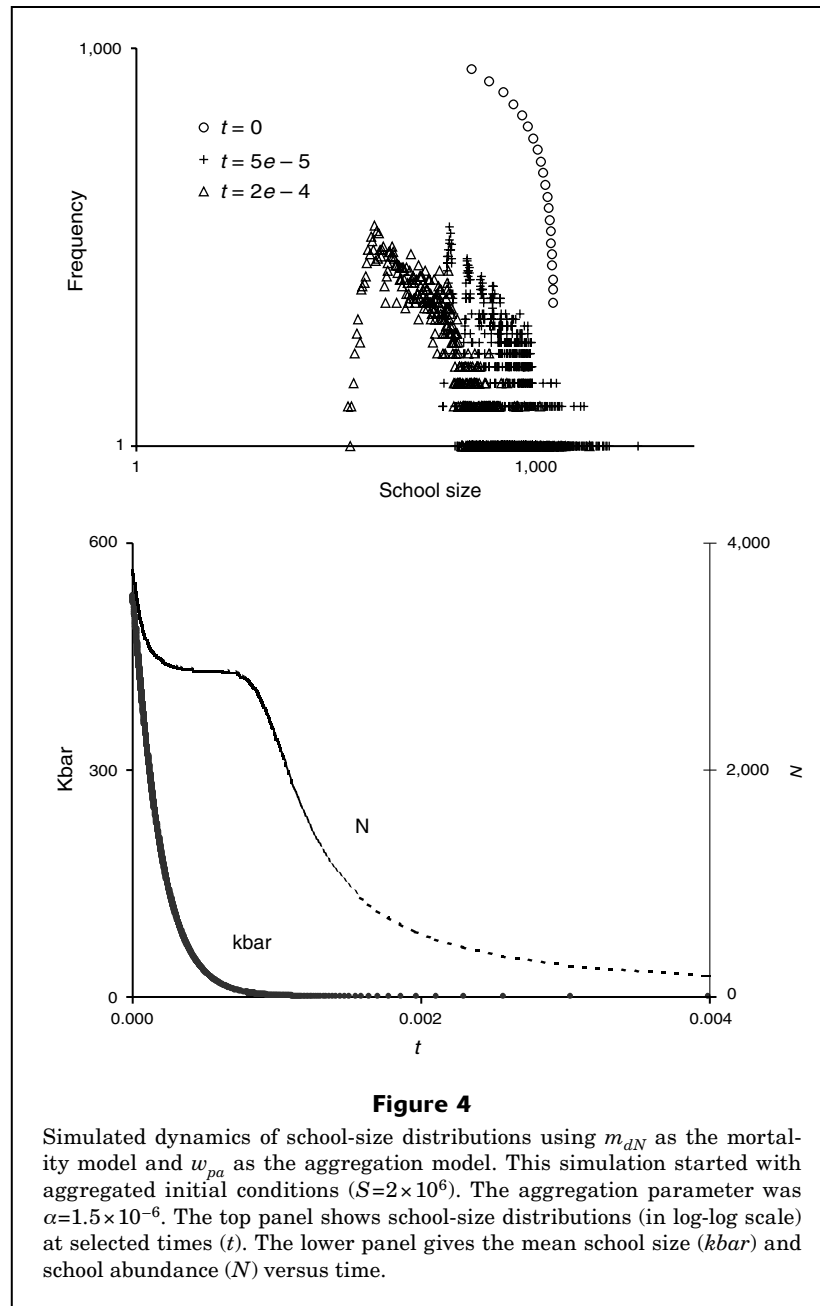 1,000
t = 0
t = 5e – 5
t = 2e – 4
Frequency
1
1
1,000
School size
600
4,000
300
2,000
Kbar
N
N
kbar
0
0
0.000
0.002
0.004
t
Figure 4
Simulated dynamics of school-size distributions using m_dN as the mortal-
ity model and w_pa as the aggregation model. This simulation started with
aggregated initial conditions (S=2×10⁶). The aggregation parameter was
α=1.5×10⁻⁶. The top panel shows school-size distributions (in log-log scale)
at selected times (t). The lower panel gives the mean school size (kbar) and
school abundance (N) versus time.